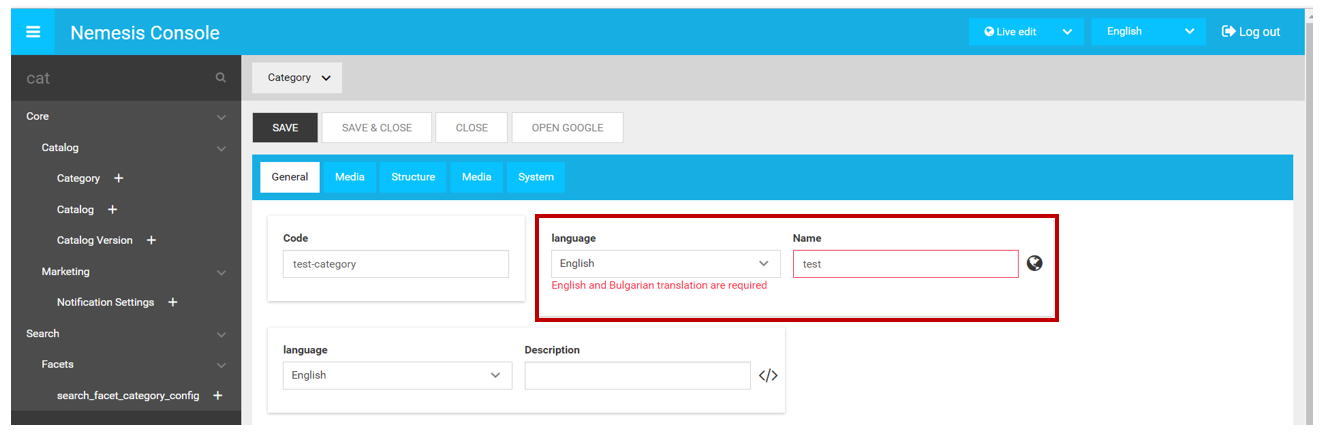 Nemesis Console
Live edit
English
Log out
cat
Category
Core
SAVE
SAVE & CLOSE
CLOSE
OPEN GOOGLE
Catalog
Category +
General
Media
Structure
Media
System
Catalog +
Catalog Version +
Marketing
Notification Settings +
Search
Facets
search_facet_category_config +
Code
test-category
language
English
English and Bulgarian translation are required
Name
test
language
English
Description
</>